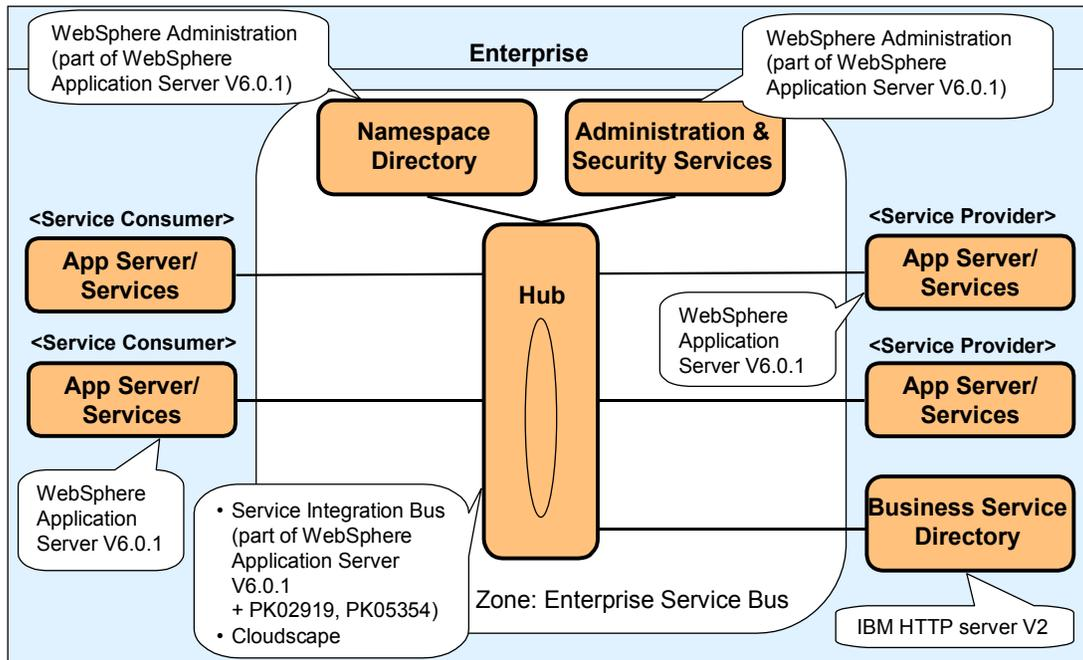 WebSphere Administration
(part of WebSphere
Application Server V6.0.1)
Enterprise
WebSphere Administration
(part of WebSphere
Application Server V6.0.1)
Namespace
Directory
Administration &
Security Services
<Service Consumer>
App Server/
Services
Hub
<Service Provider>
App Server/
Services
WebSphere
Application
Server V6.0.1
<Service Consumer>
App Server/
Services
<Service Provider>
App Server/
Services
WebSphere
Application
Server V6.0.1
• Service Integration Bus
(part of WebSphere
Application Server
V6.0.1
+ PK02919, PK05354)
• Cloudscape
Business Service
Directory
Zone: Enterprise Service Bus
IBM HTTP server V2